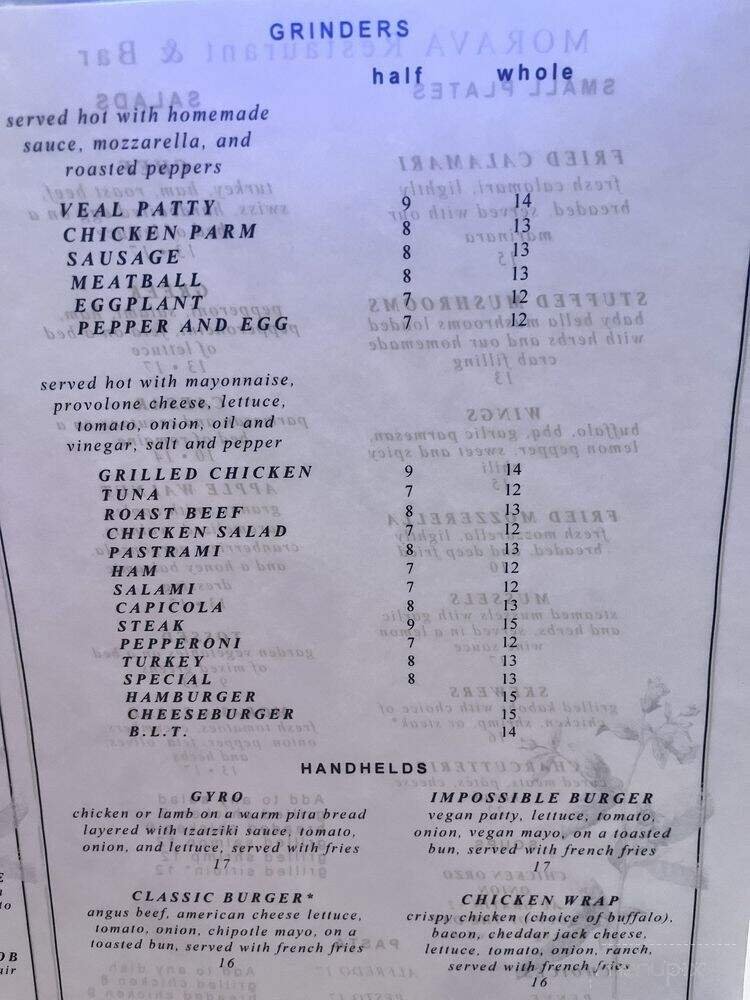 GRINDERS
half whole
served hot with homemade
sauce, mozzarella, and
roasted peppers
VEAL PATTY 9 14
CHICKEN PARM 8 13
SAUSAGE 8 13
MEATBALL 8 13
EGGPLANT 7 12
PEPPER AND EGG 7 12
served hot with mayonnaise,
provolone cheese, lettuce,
tomato, onion, oil and
vinegar, salt and pepper
GRILLED CHICKEN 9 14
TUNA 7 12
ROAST BEEF 8 13
CHICKEN SALAD 7 12
PASTRAMI 8 13
HAM 7 12
SALAMI 7 12
CAPICOLA 8 13
STEAK 9 15
PEPPERONI 7 12
TURKEY 8 13
SPECIAL 8 13
HAMBURGER 15
CHEESEBURGER 15
B.L.T. 14
HANDHELDS
GYRO
chicken or lamb on a warm pita bread
layered with tzatziki sauce, tomato,
onion, and lettuce, served with fries
17
CLASSIC BURGER*
angus beef, american cheese lettuce,
tomato, onion, chipotle mayo, on a
toasted bun, served with french fries
16
IMPOSSIBLE BURGER
vegan patty, lettuce, tomato,
onion, vegan mayo, on a toasted
bun, served with french fries
17
CHICKEN WRAP
crispy chicken (choice of buffalo),
bacon, cheddar jack cheese,
lettuce, tomato, onion, ranch,
served with french fries
16